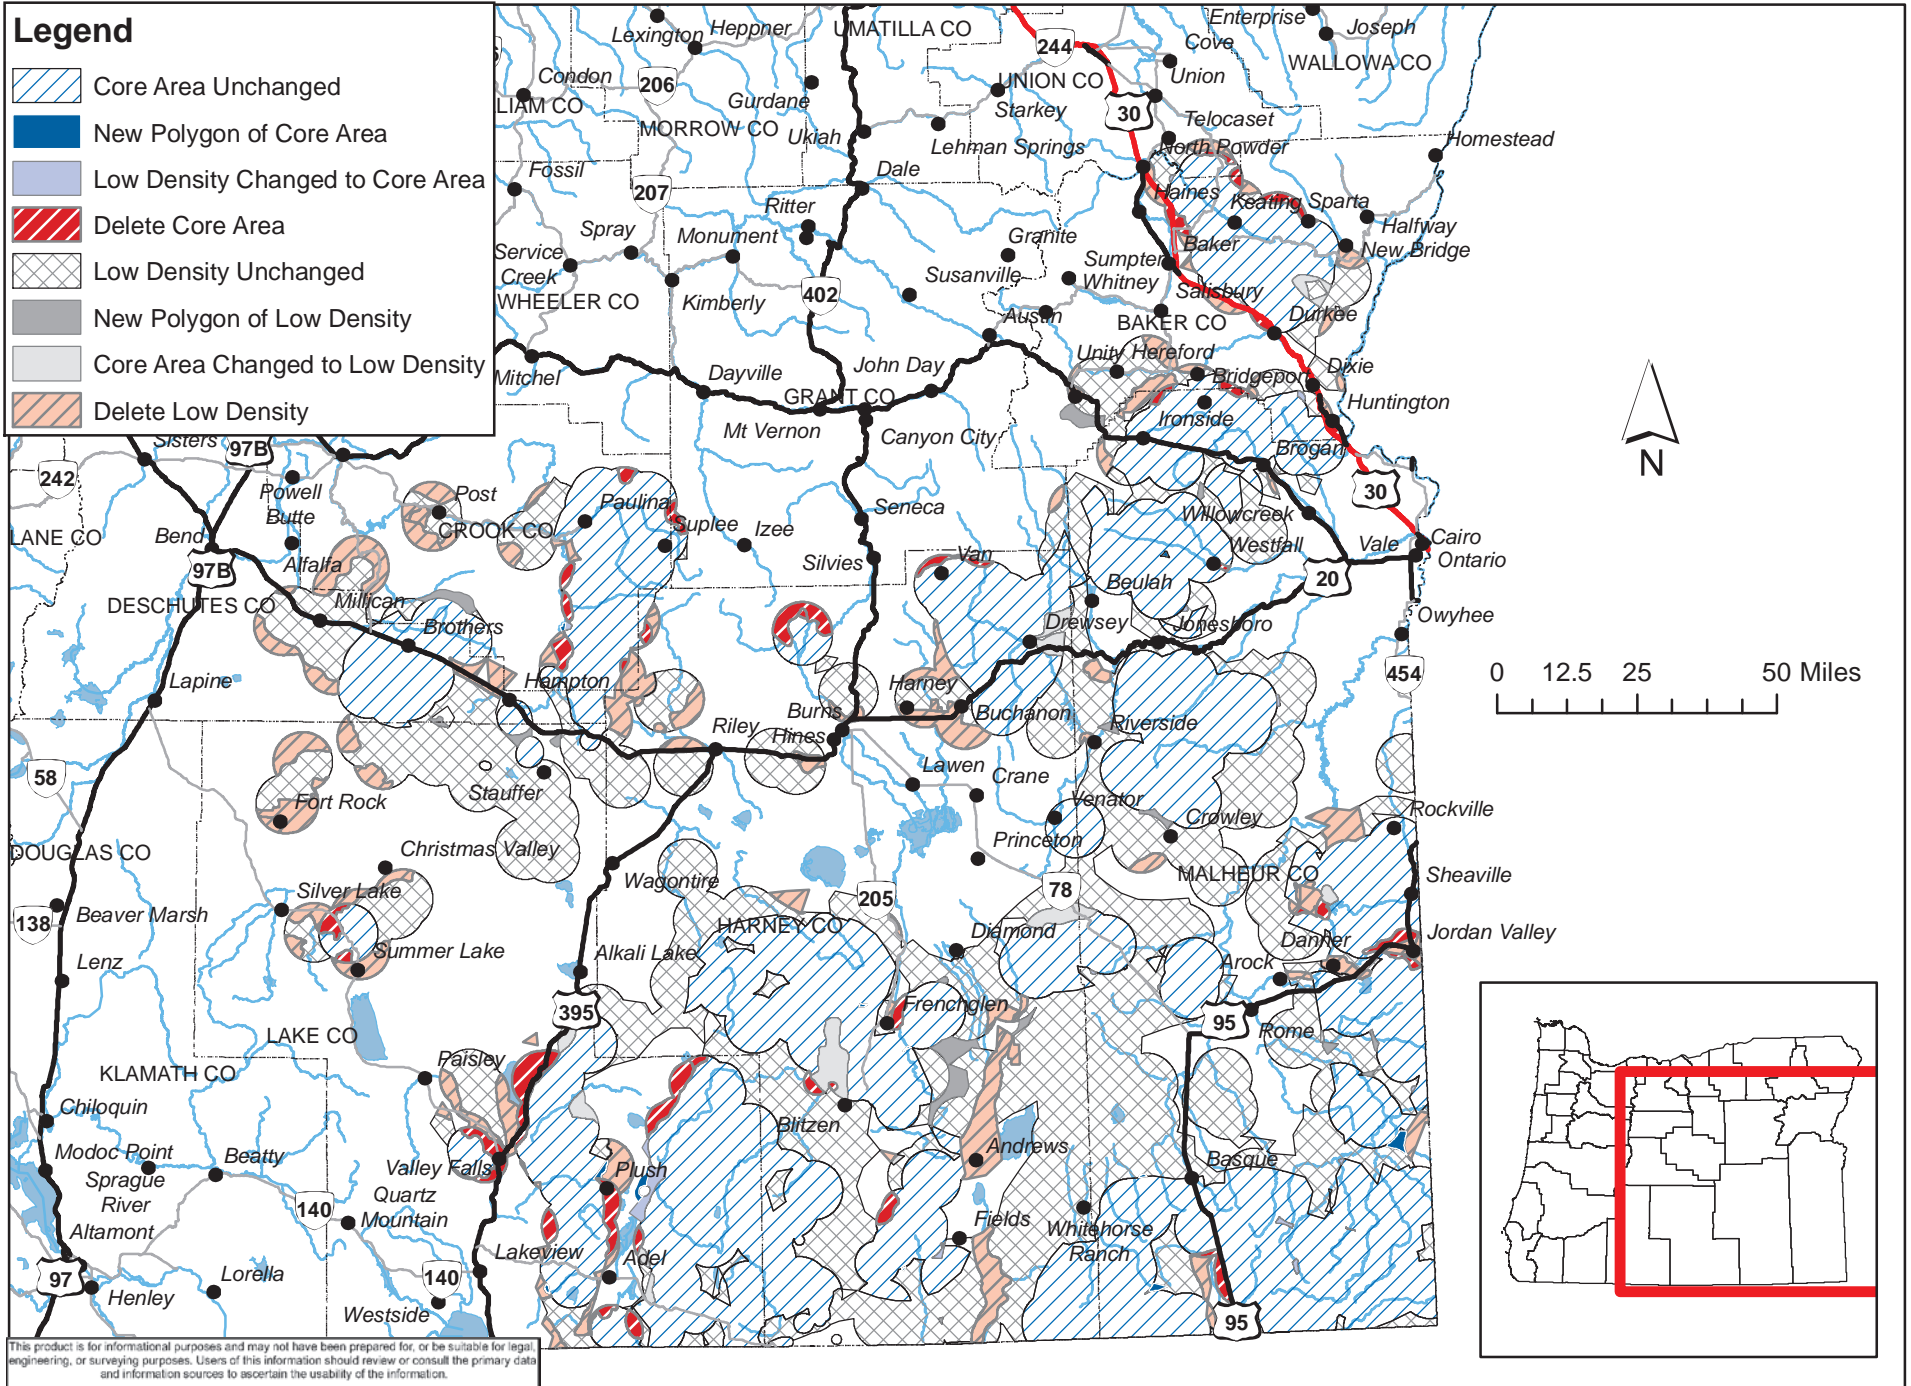 Legend
Core Area Unchanged
New Polygon of Core Area
Low Density Changed to Core Area
Delete Core Area
Low Density Unchanged
New Polygon of Low Density
Core Area Changed to Low Density
Delete Low Density
Lexington
Heppner
UMATILLA CO
244
Enterprise
Joseph
Cove
WALLOWA CO
Condon
206
UNION CO
Union
LIAM CO
Gurdane
Starkey
30
MORROW CO
Ukiah
Telocaset
Lehman Springs
North Powder
Homestead
Fossil
Dale
207
Haines
Ritter
Keating
Sparta
Spray
Monument
Granite
Baker
Halfway
New Bridge
Service
Creek
Sumpter
Susanville
Whitney
WHEELER CO
Kimberly
402
Salisbury
Austin
BAKER CO
Durkee
Unity
Hereford
Mitchel
Dayville
John Day
Bridgeport
Dixie
GRANT CO
Huntington
Mt Vernon
Canyon City
Ironside
Sisters
97B
Brogan
242
Powell
Butte
Post
Paulina
Seneca
30
CROOK CO
Suplee
Izee
Willowcreek
LANE CO
Bend
Westfall
Vale
Cairo
Ontario
97B
Alfalfa
Silvies
Van
20
Beulah
DESCHUTES CO
Millican
Brothers
Drewsey
Jonesboro
Owyhee
Lapine
Hampton
Harney
454
0
12.5
25
50 Miles
N
Burns
Buchanon
Riley
Hines
Riverside
58
Lawen
Crane
Stauffer
Fort Rock
Venator
Rockville
Crowley
Princeton
DOUGLAS CO
Christmas Valley
Wagontire
MALHEUR CO
Sheaville
Silver Lake
205
78
138
Beaver Marsh
HARNEY CO
Diamond
Danner
Jordan Valley
Summer Lake
Alkali Lake
Arock
Lenz
Frenchglen
395
95
Rome
LAKE CO
Paisley
KLAMATH CO
Chiloquin
Blitzen
Andrews
Modoc Point
Beatty
Valley Falls
Plush
Basque
Sprague
River
Quartz
Mountain
140
Fields
Whitehorse
Ranch
Altamont
Lakeview
Adel
97
Lorella
140
Henley
Westside
95
This product is for informational purposes and may not have been prepared for, or be suitable for legal,
engineering, or surveying purposes. Users of this information should review or consult the primary data
and information sources to ascertain the usability of the information.